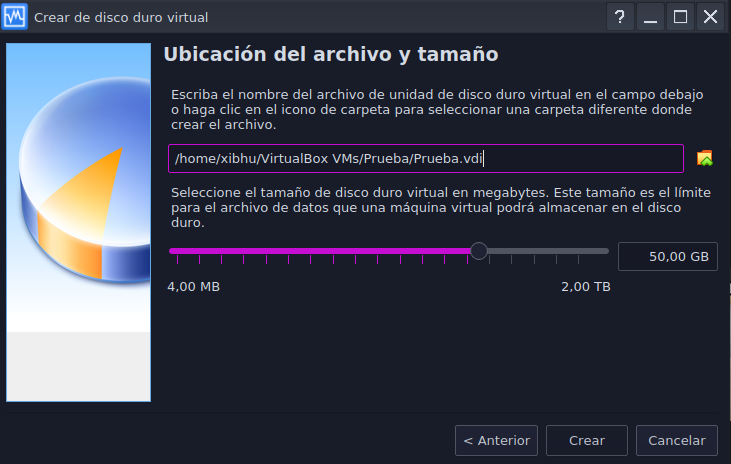 Crear de disco duro virtual
?
Ubicación del archivo y tamaño
Escriba el nombre del archivo de unidad de disco duro virtual en el campo debajo
o haga clic en el icono de carpeta para seleccionar una carpeta diferente donde
crear el archivo.
/home/xibhu/VirtualBox VMs/Prueba/Prueba.vdi
Seleccione el tamaño de disco duro virtual en megabytes. Este tamaño es el límite
para el archivo de datos que una máquina virtual podrá almacenar en el disco
duro.
50,00 GB
4,00 MB 2,00 TB
< Anterior Crear Cancelar